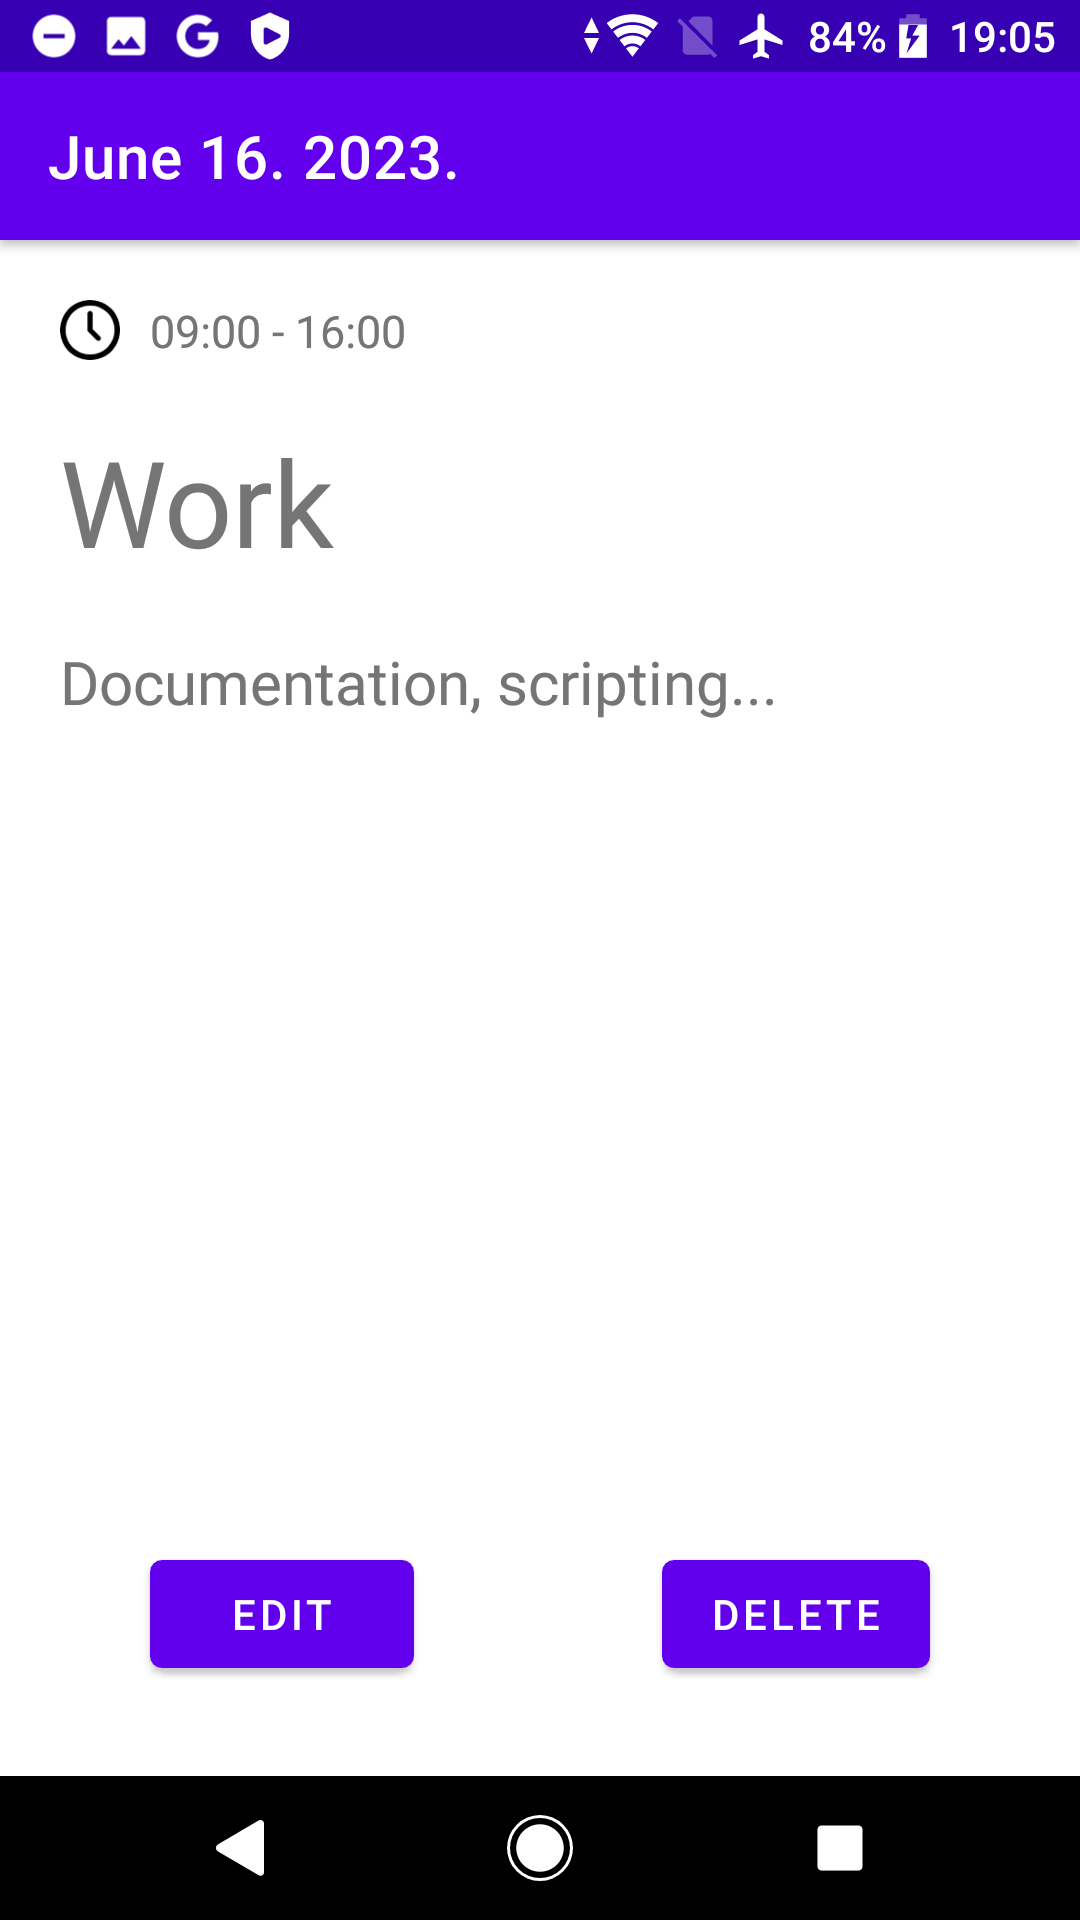 84% 19:05
June 16. 2023.
09:00 - 16:00
Work
Documentation, scripting...
EDIT DELETE